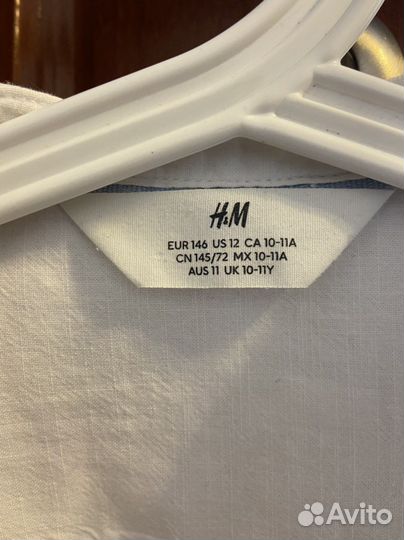 H&M
EUR 146 US 12 CA 10-11A
CN 145/72 MX 10-11A
AUS 11 UK 10-11Y
Avito